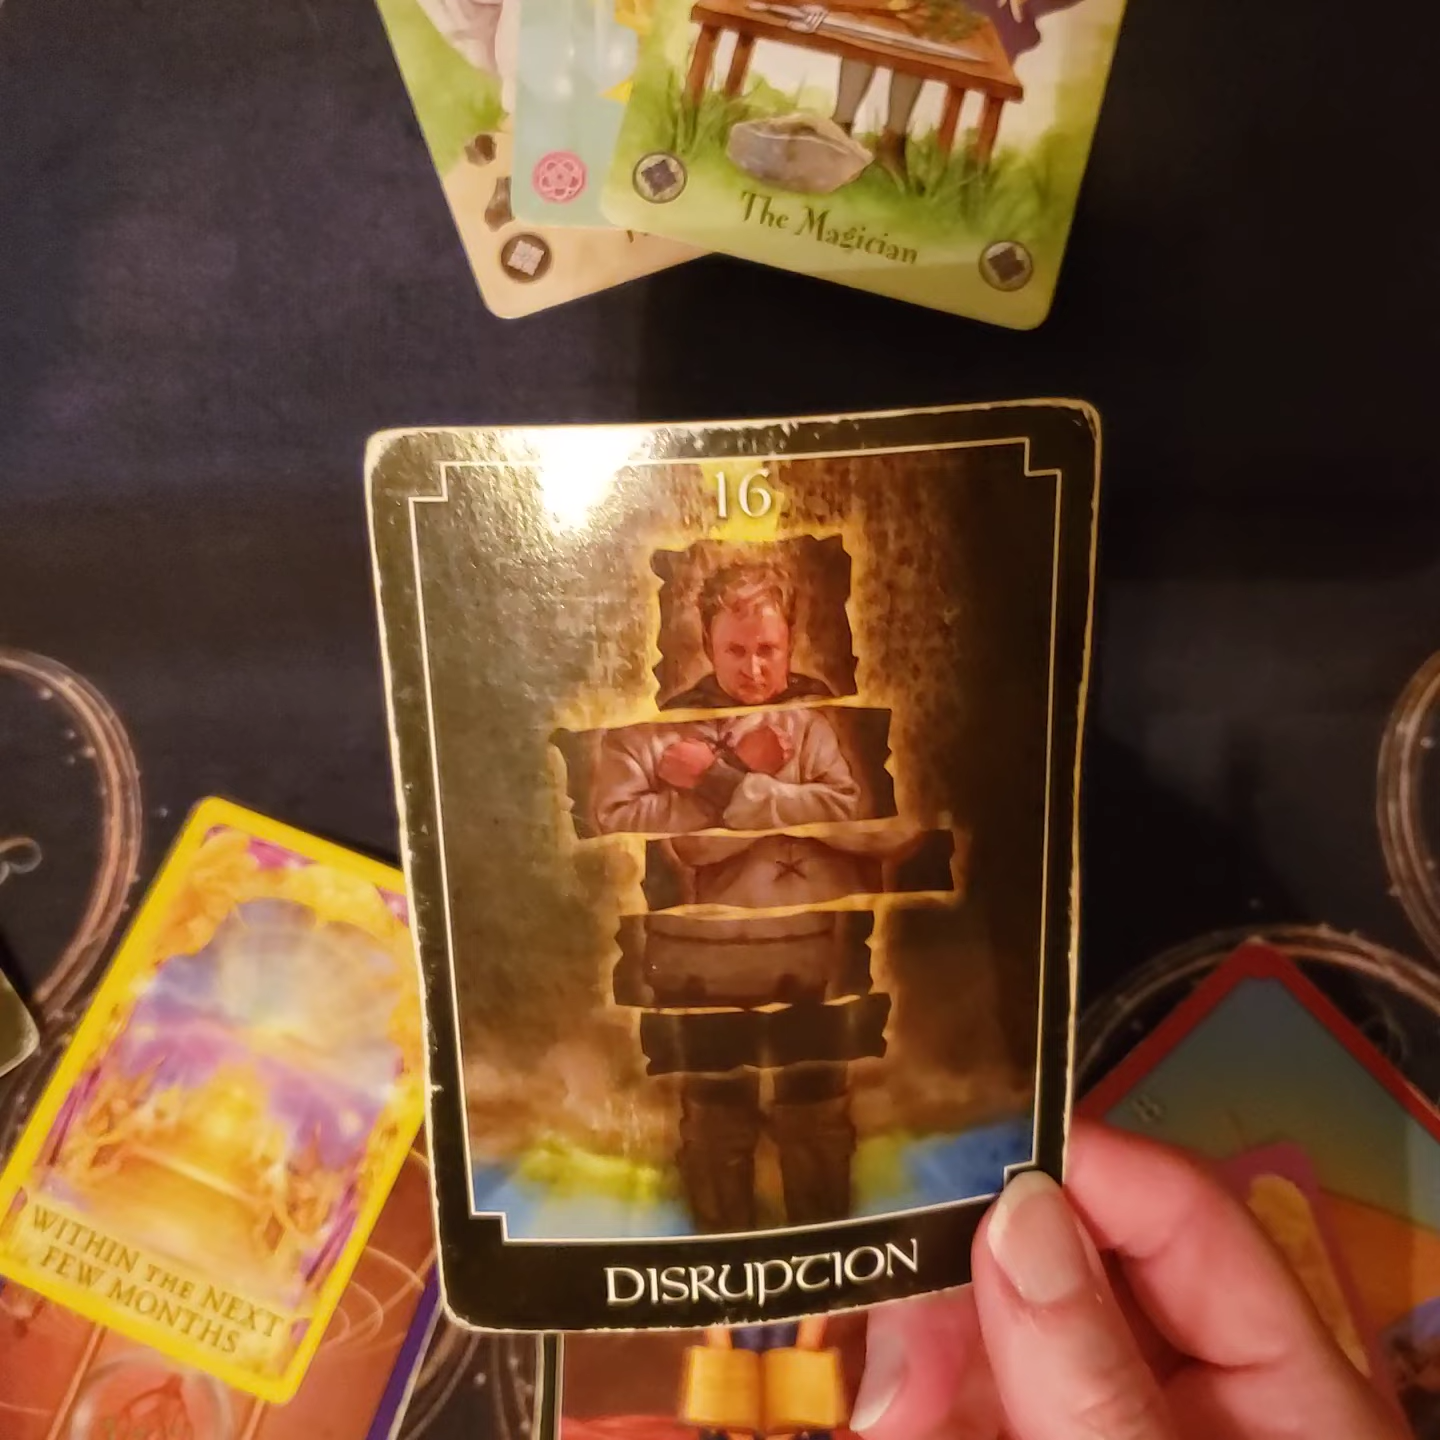 The Magician
16
DISRUPTION
WITHIN THE NEXT
FEW MONTHS